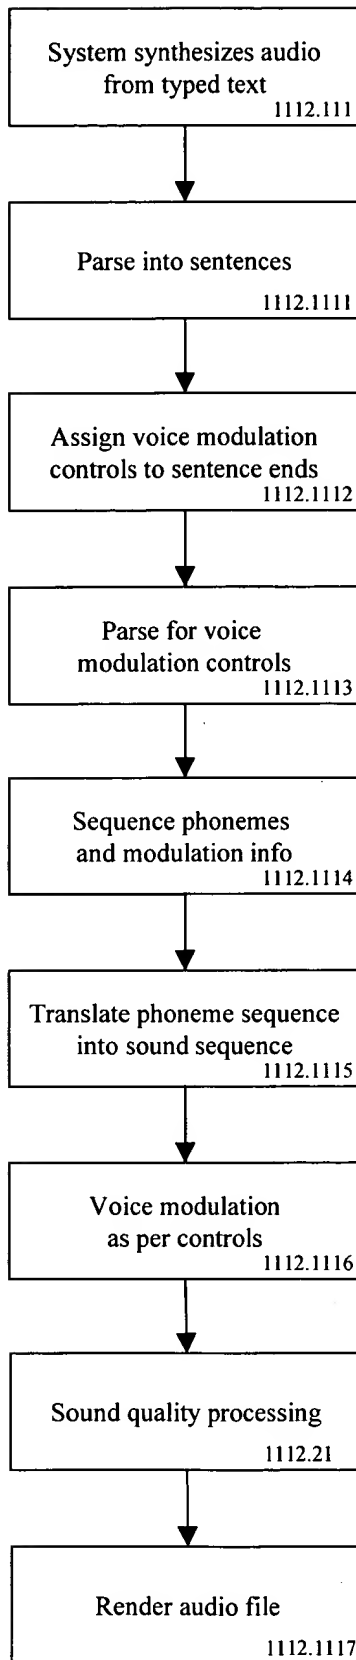 System synthesizes audio
from typed text
1112.111
Parse into sentences
1112.1111
Assign voice modulation
controls to sentence ends
1112.1112
Parse for voice
modulation controls
1112.1113
Sequence phonemes
and modulation info
1112.1114
Translate phoneme sequence
into sound sequence
1112.1115
Voice modulation
as per controls
1112.1116
Sound quality processing
1112.21
Render audio file
1112.1117